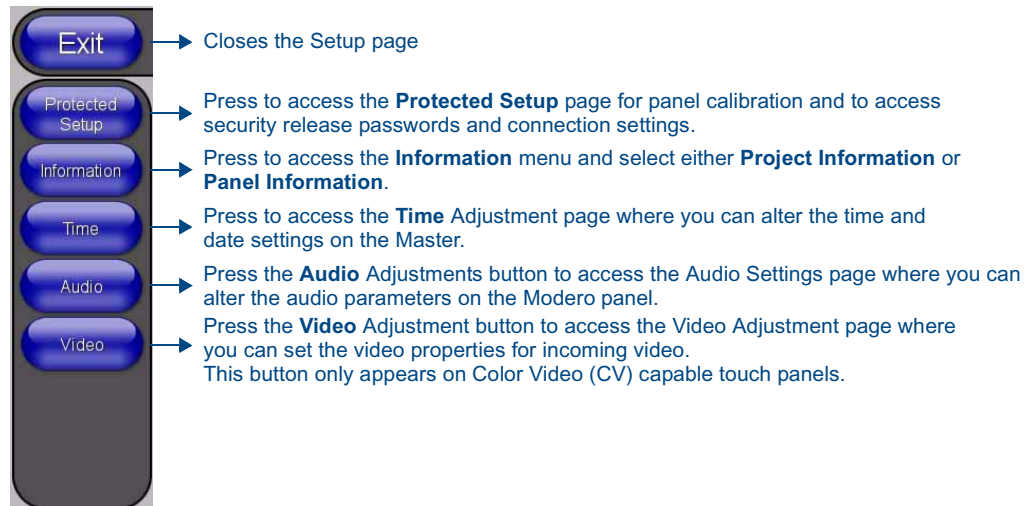 Exit
Closes the Setup page
Protected
Setup
Press to access the Protected Setup page for panel calibration and to access
security release passwords and connection settings.
Information
Press to access the Information menu and select either Project Information or
Panel Information.
Time
Press to access the Time Adjustment page where you can alter the time and
date settings on the Master.
Audio
Press the Audio Adjustments button to access the Audio Settings page where you can
alter the audio parameters on the Modero panel.
Video
Press the Video Adjustment button to access the Video Adjustment page where
you can set the video properties for incoming video.
This button only appears on Color Video (CV) capable touch panels.